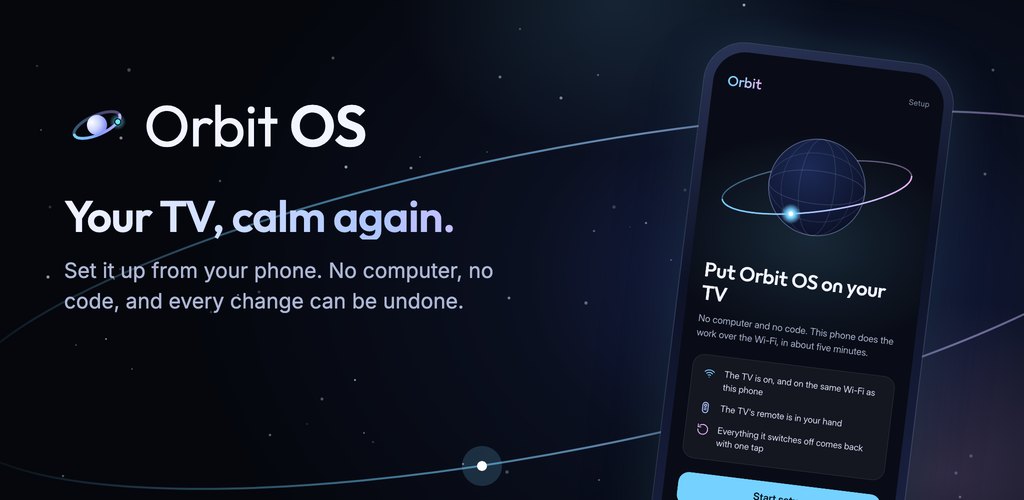 Orbit OS
Your TV, calm again.
Set it up from your phone. No computer, no
code, and every change can be undone.
Orbit
Setup
Put Orbit OS on your
TV
No computer and no code. This phone does the
work over the Wi-Fi, in about five minutes.
The TV is on, and on the same Wi-Fi as
this phone
The TV's remote is in your hand
Everything it switches off comes back
with one tap
Start